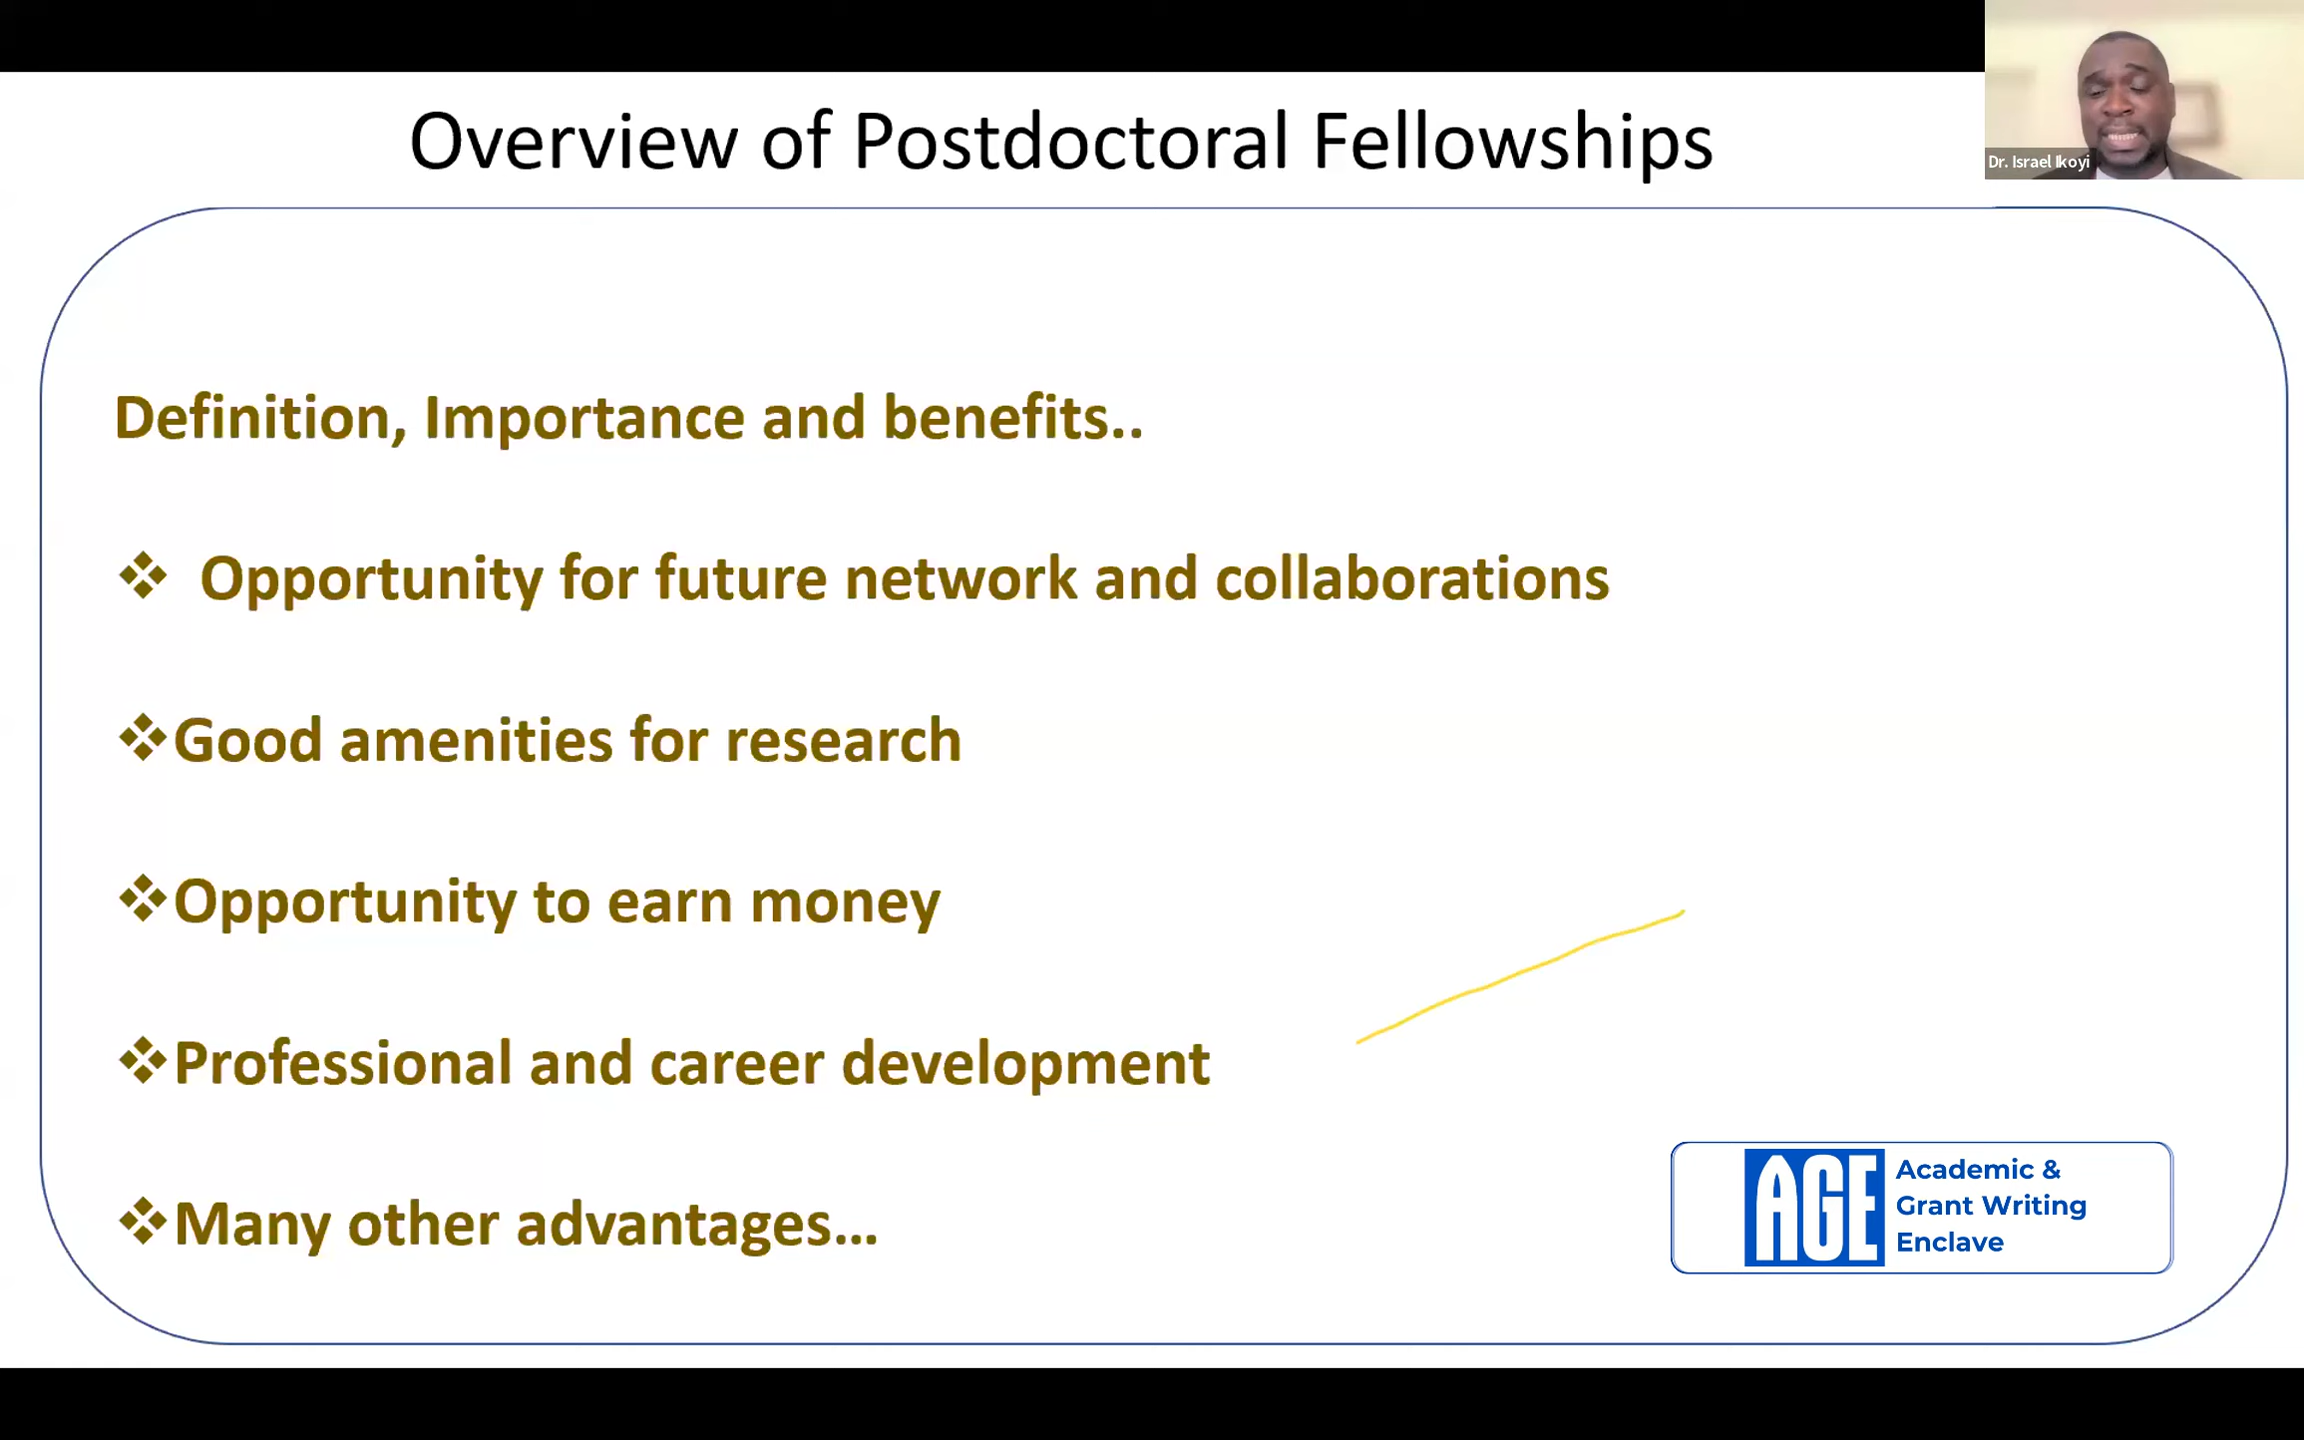 Overview of Postdoctoral Fellowships
Dr. Israel Ikoyi
Definition, Importance and benefits..
Opportunity for future network and collaborations
Good amenities for research
Opportunity to earn money
Professional and career development
Many other advantages...
AGE
Academic &
Grant Writing
Enclave